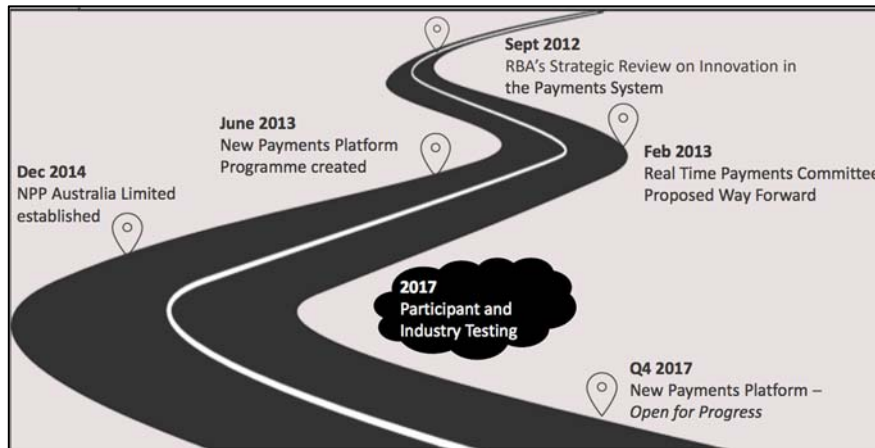 Sept 2012
RBA's Strategic Review on Innovation in
the Payments System
June 2013
New Payments Platform
Programme created
Feb 2013
Real Time Payments Committee
Proposed Way Forward
Dec 2014
NPP Australia Limited
established
2017
Participant and
Industry Testing
Q4 2017
New Payments Platform –
Open for Progress